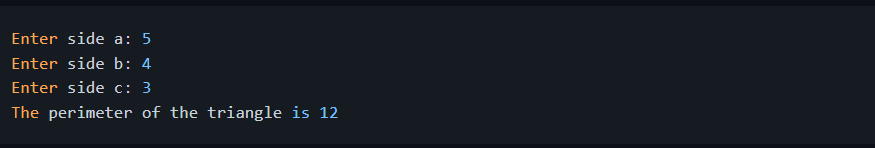 Enter side a: 5
Enter side b: 4
Enter side c: 3
The perimeter of the triangle is 12